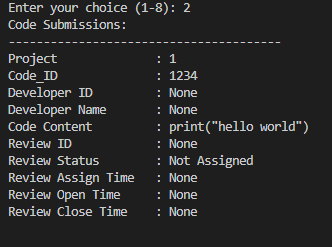 Enter your choice (1-8): 2
Code Submissions:
---------------------------------------
Project : 1
Code_ID : 1234
Developer ID : None
Developer Name : None
Code Content : print("hello world")
Review ID : None
Review Status : Not Assigned
Review Assign Time : None
Review Open Time : None
Review Close Time : None